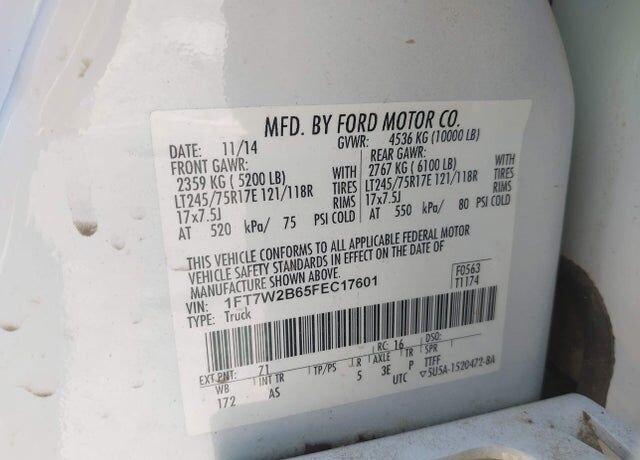 MFD. BY FORD MOTOR CO.
DATE: 11/14 GVWR: 4536 KG (10000 LB)
FRONT GAWR: REAR GAWR:
2359 KG ( 5200 LB) WITH 2767 KG ( 6100 LB) WITH
LT245/75R17E 121/118R TIRES LT245/75R17E 121/118R TIRES
17x7.5J RIMS 17x7.5J RIMS
AT 520 kPa/ 75 PSI COLD AT 550 kPa/ 80 PSI COLD
THIS VEHICLE CONFORMS TO ALL APPLICABLE FEDERAL MOTOR
VEHICLE SAFETY STANDARDS IN EFFECT ON THE DATE OF
MANUFACTURE SHOWN ABOVE.
VIN: 1FT7W2B65FEC17601 F0563
TYPE: Truck T1174
EXT PNT: 71 RC: 16 DSO:
WB INT TR TP/PS R AXLE TR SPR
172 AS 5 3E P TTFF
UTC ▽5U5A-1520472-BA